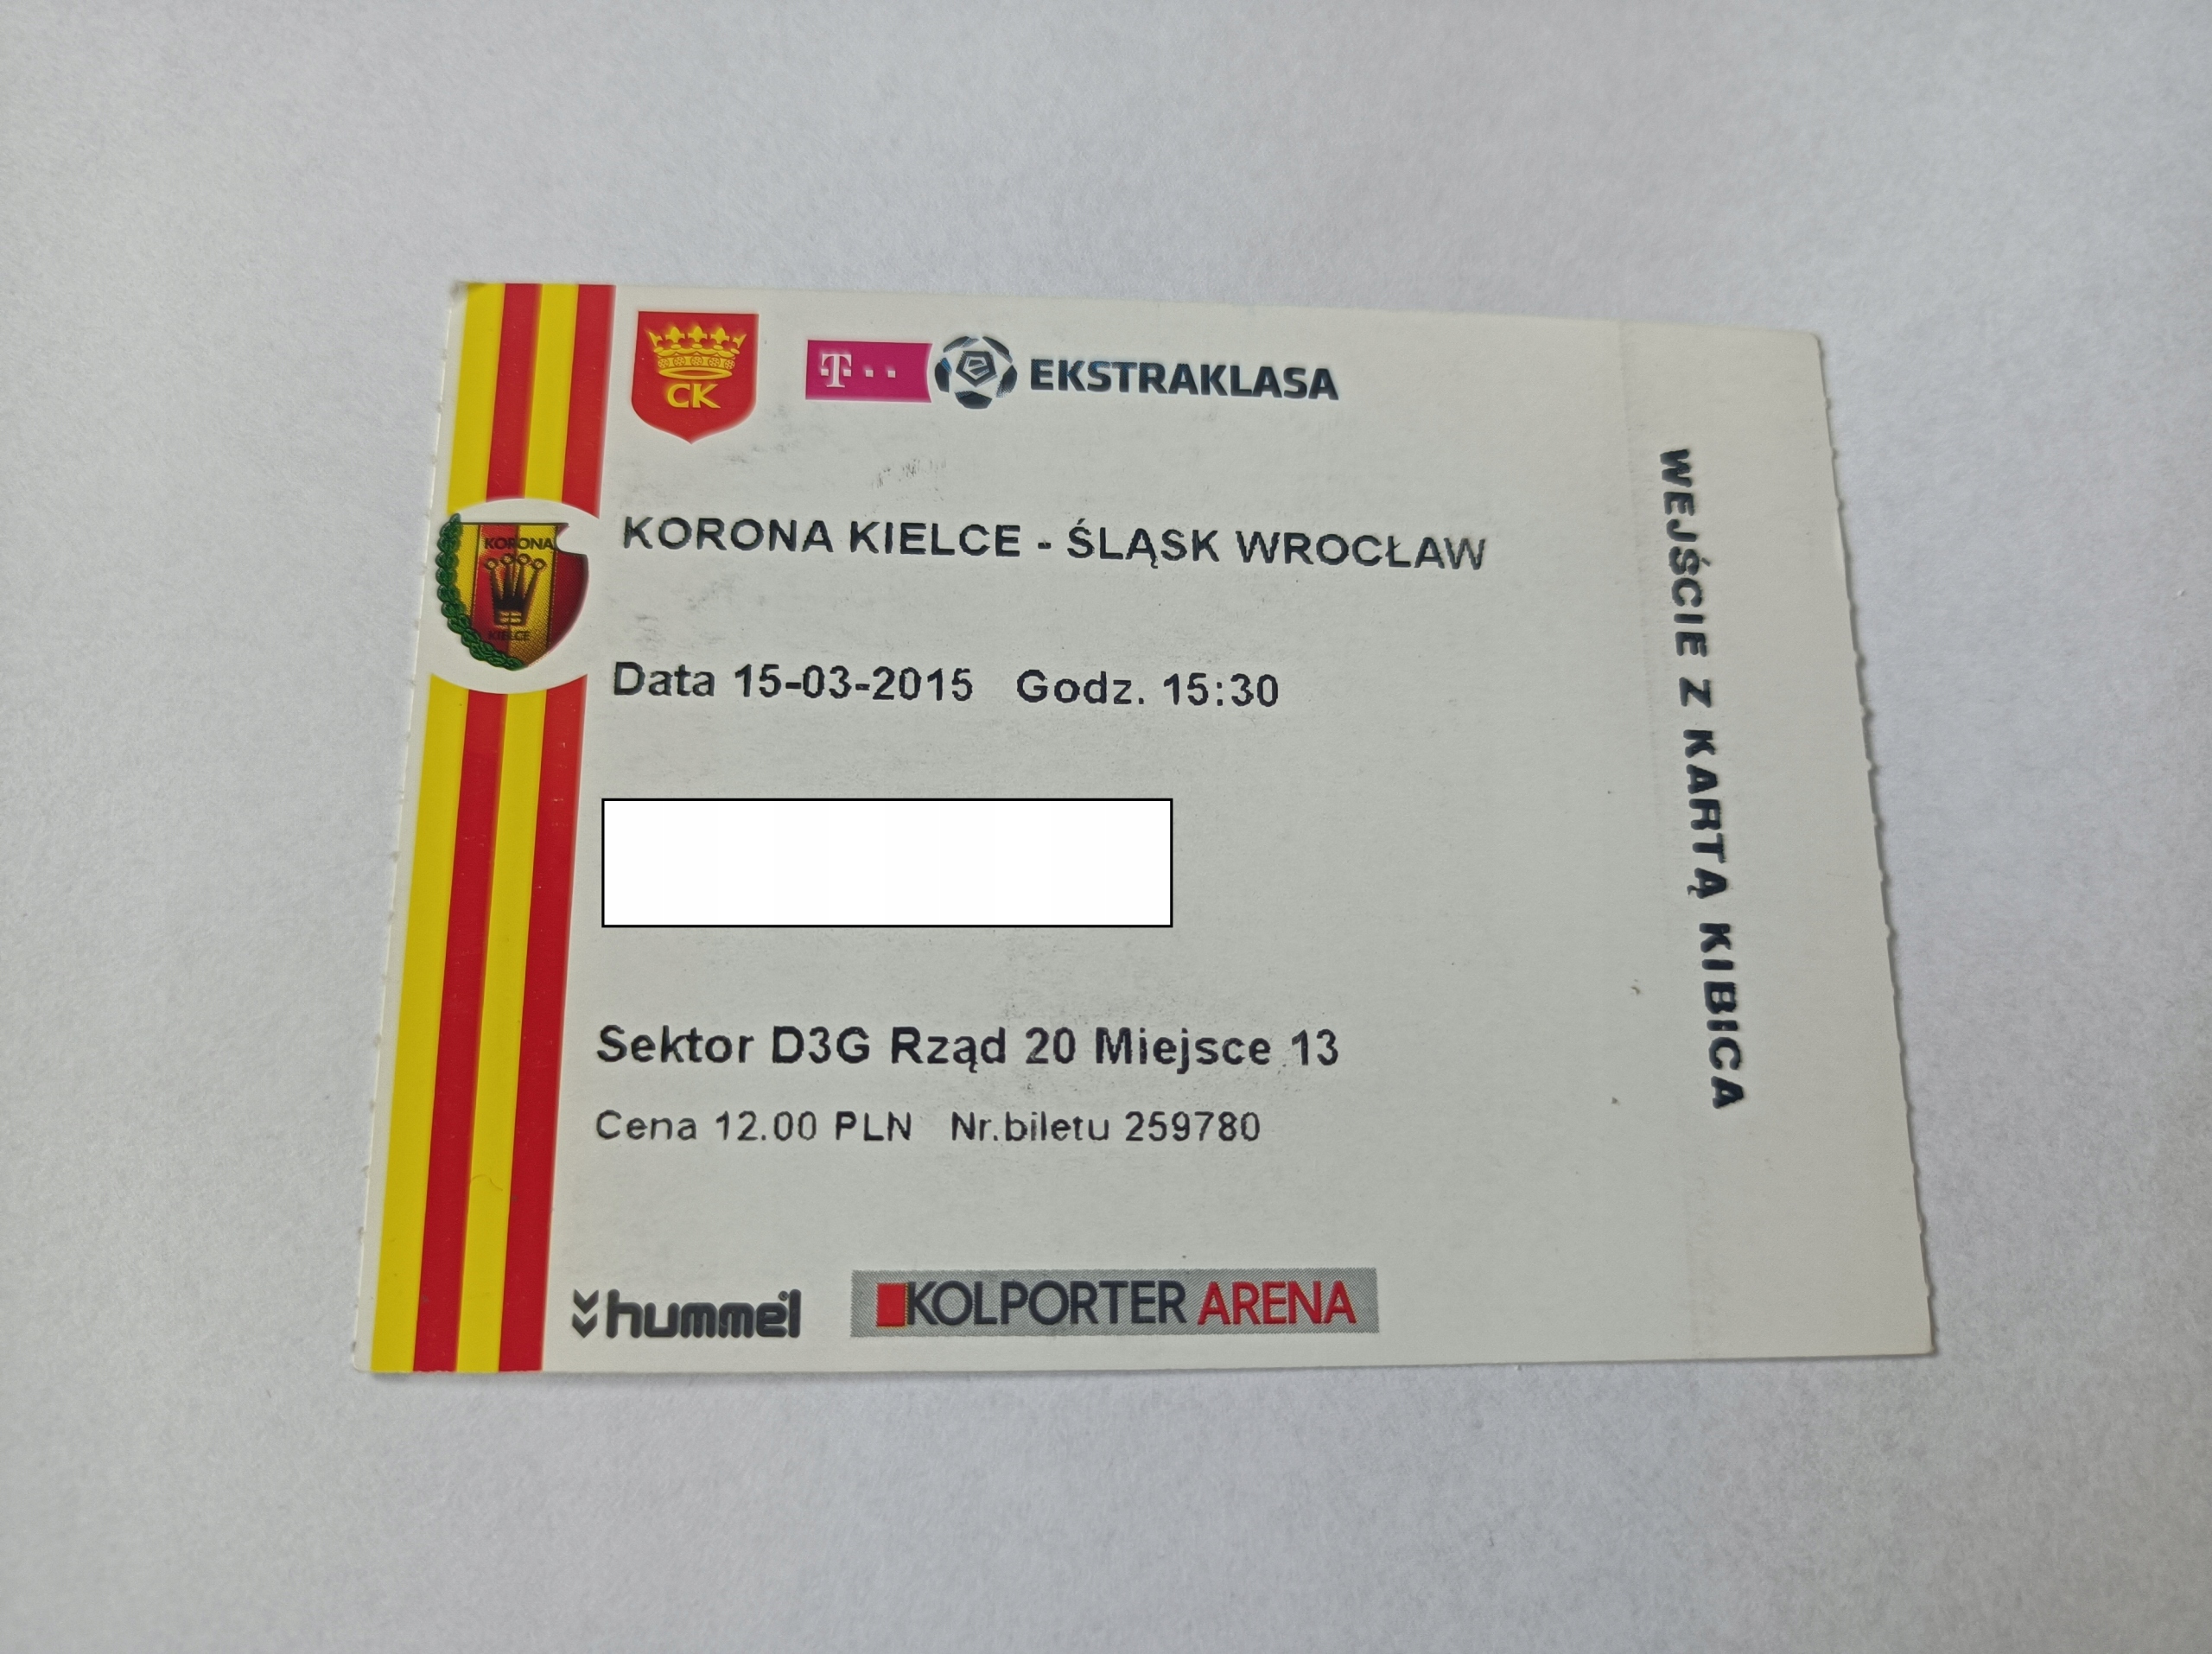 CK
T··
EKSTRAKLASA
KORONA
KIELCE
KORONA KIELCE - ŚLĄSK WROCŁAW
Data 15-03-2015 Godz. 15:30
Sektor D3G Rząd 20 Miejsce 13
Cena 12.00 PLN Nr.biletu 259780
hummel
KOLPORTER ARENA
WEJŚCIE Z KARTĄ KIBICA